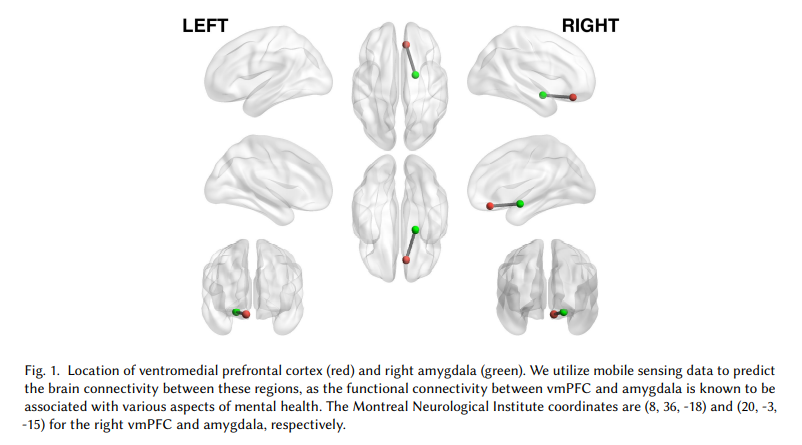 LEFT
RIGHT
Fig. 1. Location of ventromedial prefrontal cortex (red) and right amygdala (green). We utilize mobile sensing data to predict
the brain connectivity between these regions, as the functional connectivity between vmPFC and amygdala is known to be
associated with various aspects of mental health. The Montreal Neurological Institute coordinates are (8, 36, -18) and (20, -3,
-15) for the right vmPFC and amygdala, respectively.